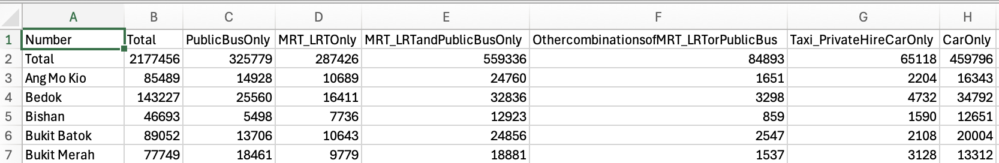 A B C D E F G H
1 Number Total PublicBusOnly MRT_LRTOnly MRT_LRTandPublicBusOnly OthercombinationsofMRT_LRTorPublicBus Taxi_PrivateHireCarOnly CarOnly
2 Total 2177456 325779 287426 559336 84893 65118 459796
3 Ang Mo Kio 85489 14928 10689 24760 1651 2204 16343
4 Bedok 143227 25560 16411 32836 3298 4732 34792
5 Bishan 46693 5498 7736 12923 859 1590 12651
6 Bukit Batok 89052 13706 10643 24856 2547 2108 20004
7 Bukit Merah 77749 18461 9779 18881 1537 3128 13312